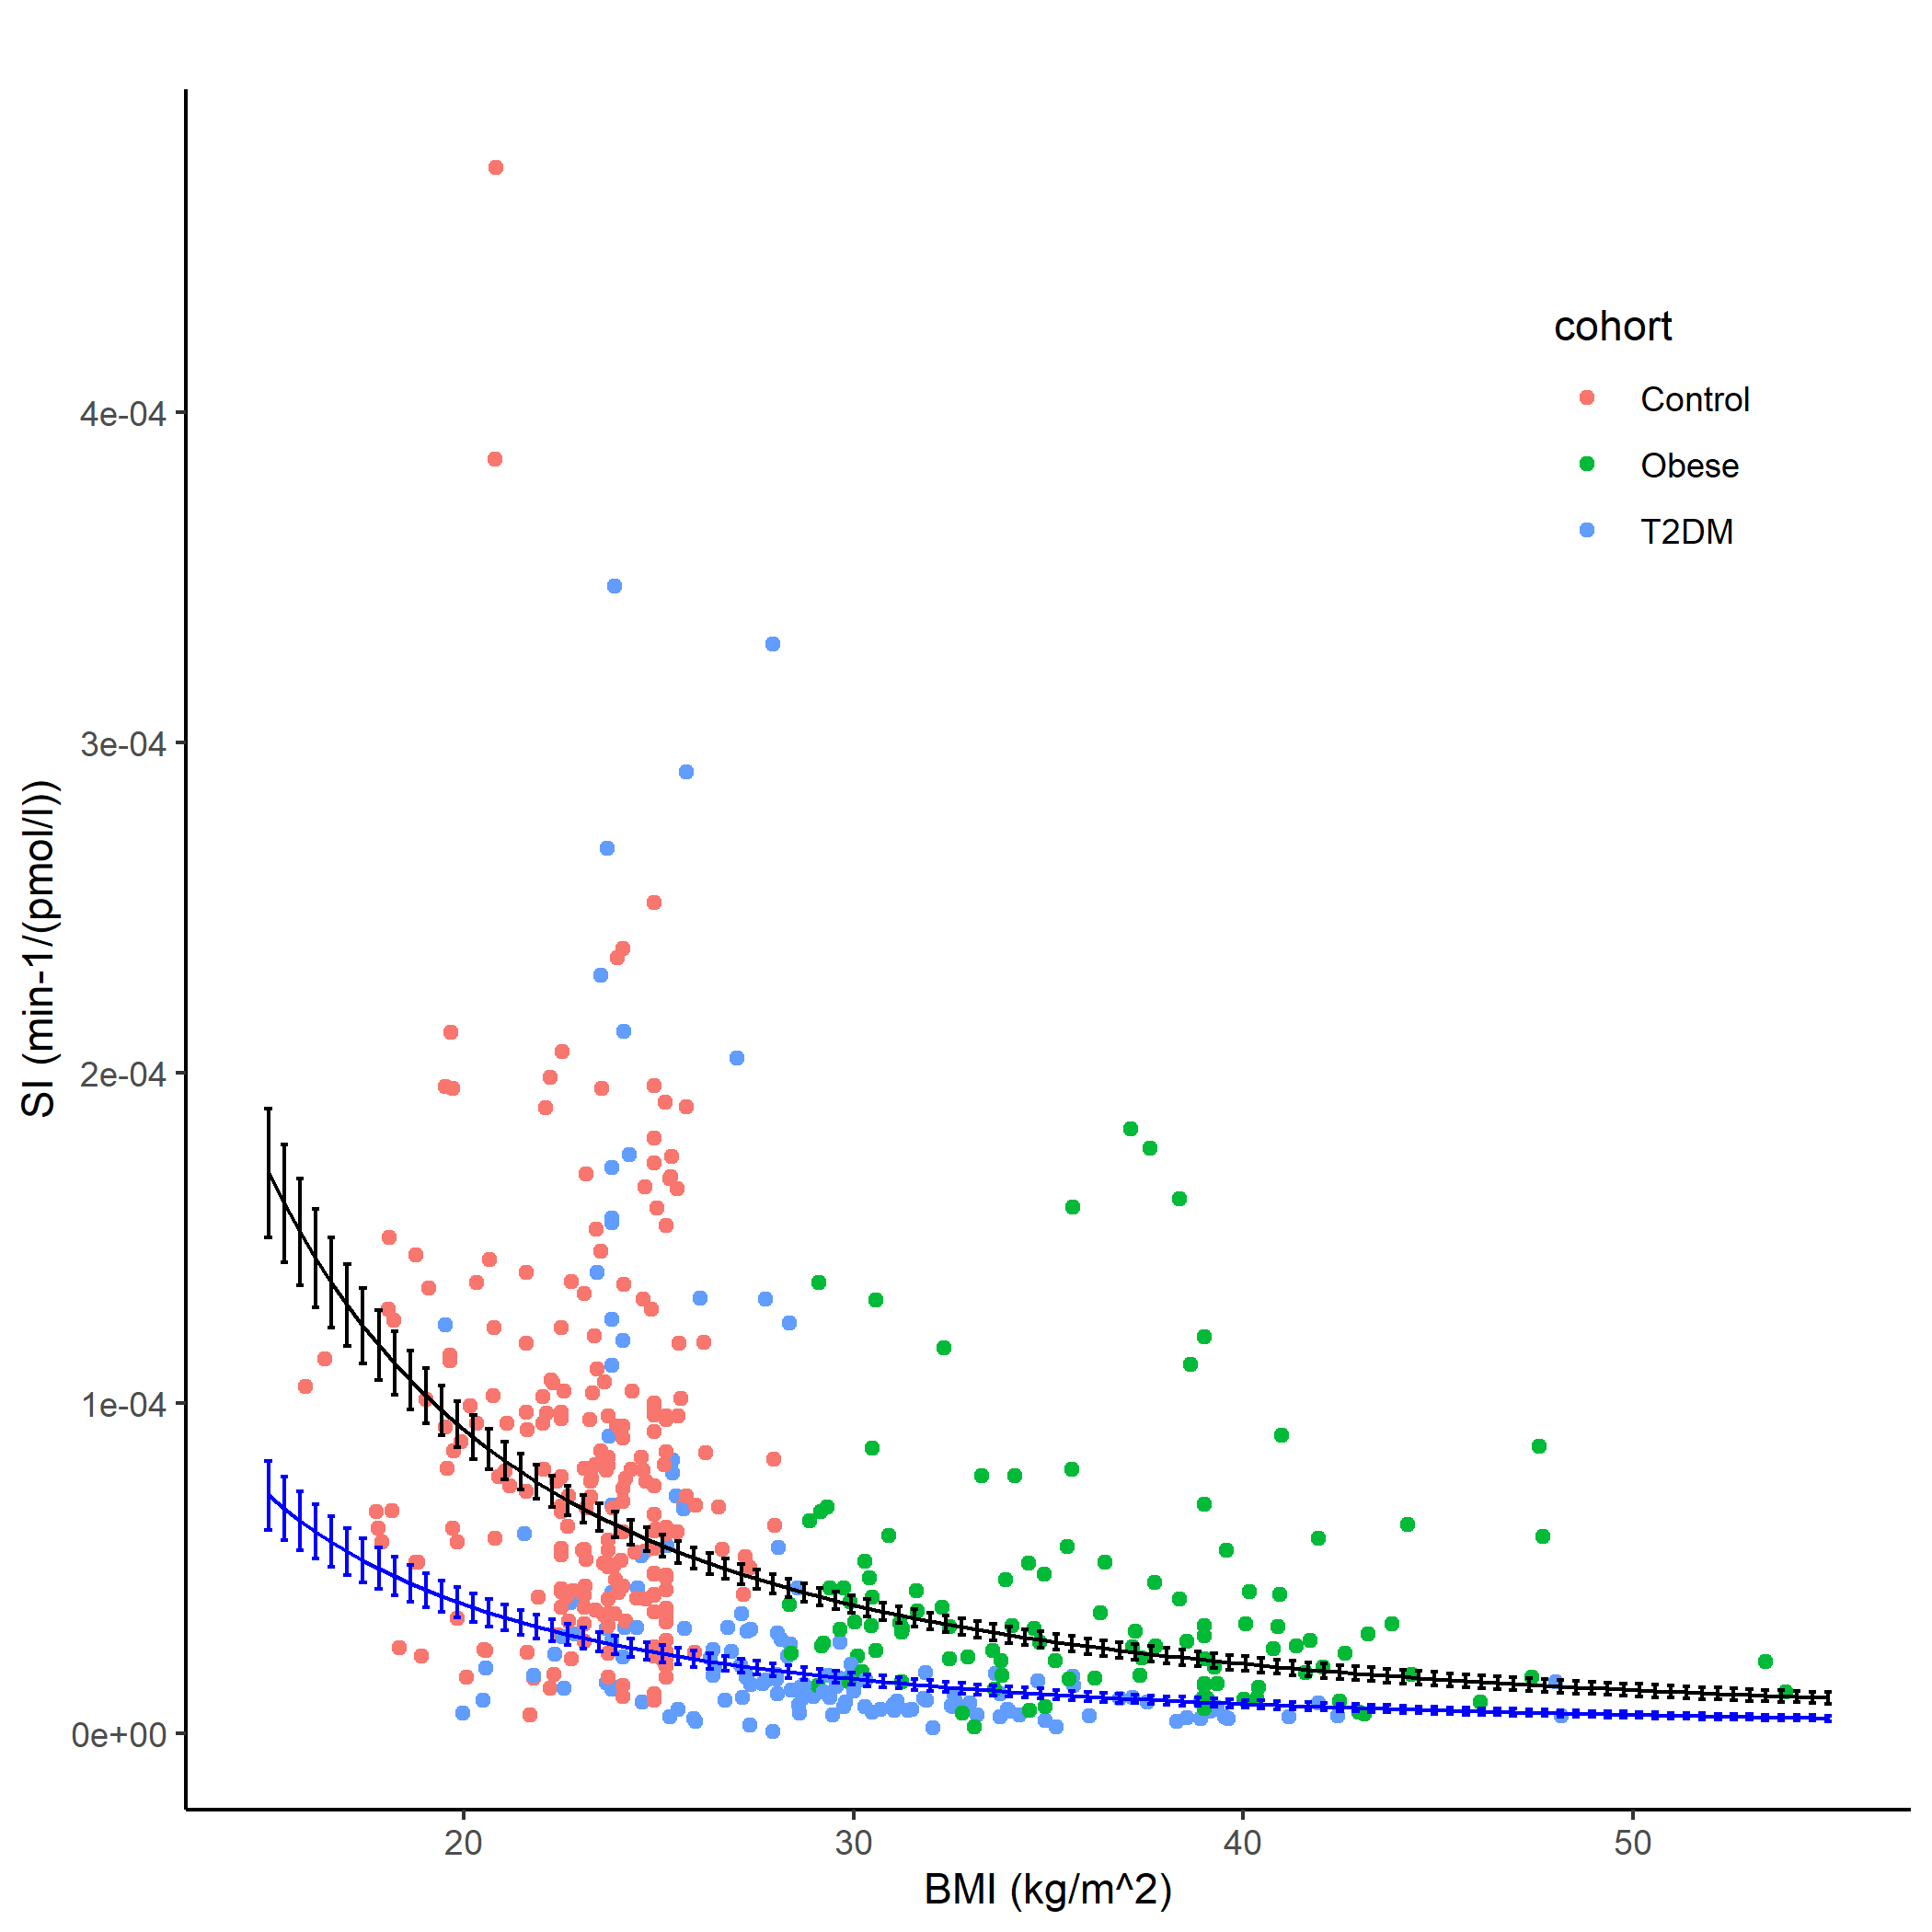 cohort
Control
Obese
T2DM
4e-04
3e-04
2e-04
1e-04
0e+00
SI (min-1/(pmol/l))
20 30 40 50
BMI (kg/m^2)